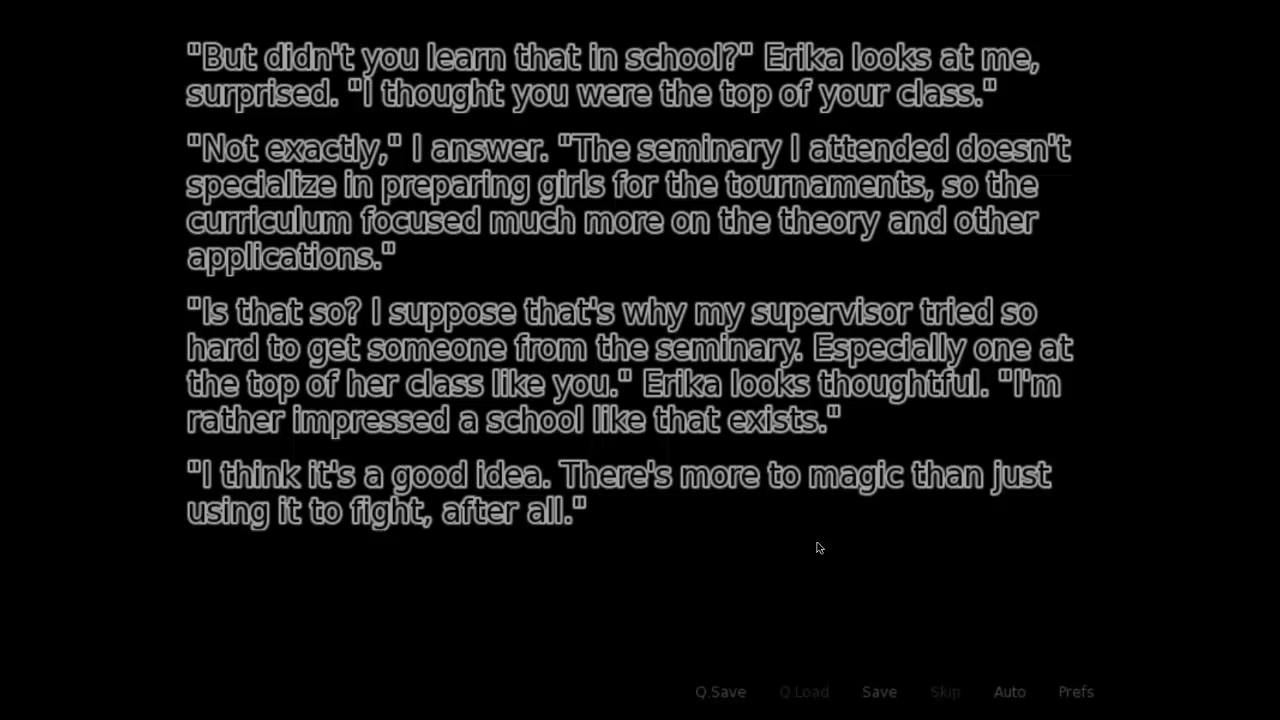 "But didn't you learn that in school?" Erika looks at me,
surprised. "I thought you were the top of your class."
"Not exactly," I answer. "The seminary I attended doesn't
specialize in preparing girls for the tournaments, so the
curriculum focused much more on the theory and other
applications."
"Is that so? I suppose that's why my supervisor tried so
hard to get someone from the seminary. Especially one at
the top of her class like you." Erika looks thoughtful. "I'm
rather impressed a school like that exists."
"I think it's a good idea. There's more to magic than just
using it to fight, after all."
Q.Save Q.Load Save Skip Auto Prefs